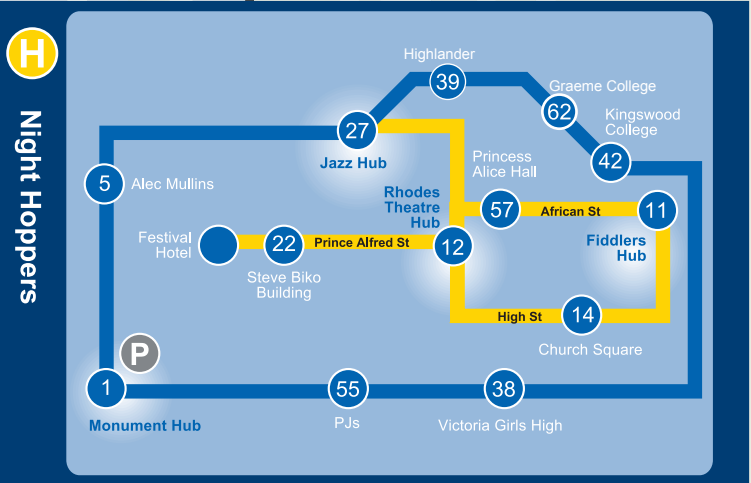 H
Night Hoppers
Highlander
39
Graeme College
62
Kingswood
College
42
27
Jazz Hub
5
Alec Mullins
Princess
Alice Hall
Rhodes
Theatre
Hub
57
African St
11
Fiddlers
Hub
Festival
Hotel
22
Prince Alfred St
12
Steve Biko
Building
High St
14
Church Square
P
1
Monument Hub
55
PJs
38
Victoria Girls High